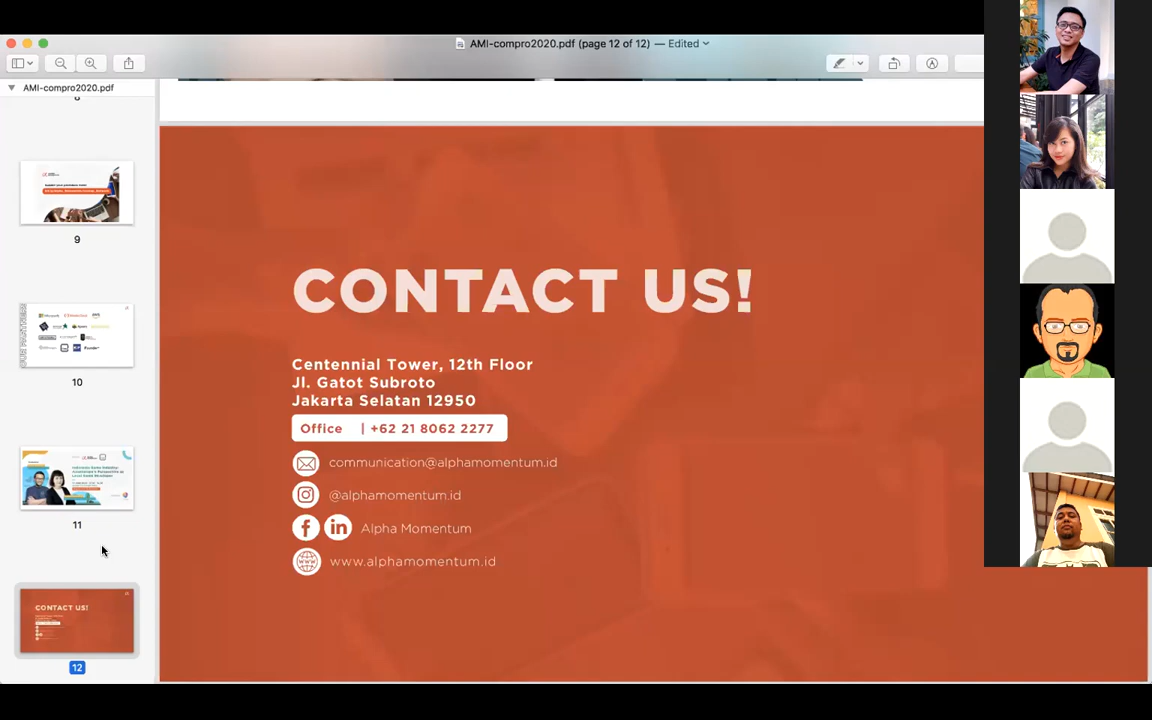 AMI-compro2020.pdf (page 12 of 12) — Edited
AMI-compro2020.pdf
9
10
11
CONTACT US!
12
CONTACT US!
Centennial Tower, 12th Floor
Jl. Gatot Subroto
Jakarta Selatan 12950
Office | +62 21 8062 2277
communication@alphamomentum.id
@alphamomentum.id
Alpha Momentum
www.alphamomentum.id